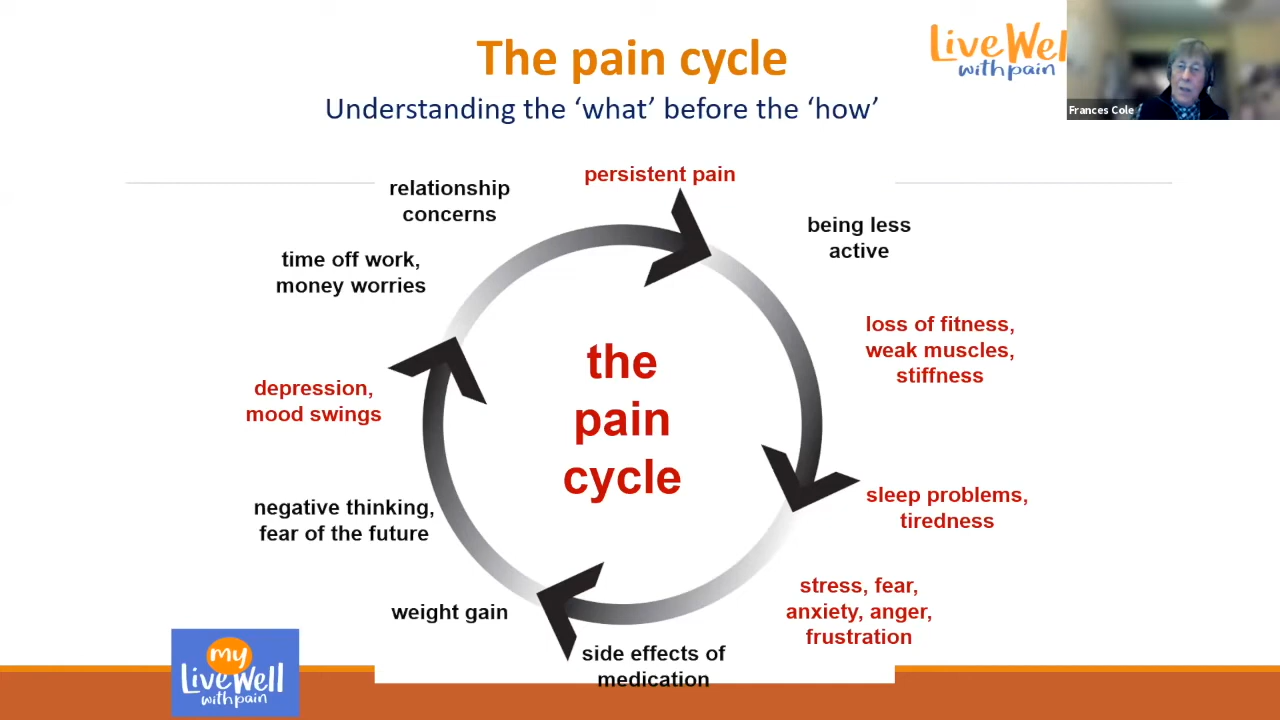 The pain cycle
Understanding the ‘what’ before the ‘how’
Live Well
with pain
Frances Cole
persistent pain
being less
active
loss of fitness,
weak muscles,
stiffness
sleep problems,
tiredness
stress, fear,
anxiety, anger,
frustration
side effects of
medication
weight gain
negative thinking,
fear of the future
depression,
mood swings
time off work,
money worries
relationship
concerns
the
pain
cycle
my
Live Well
with pain